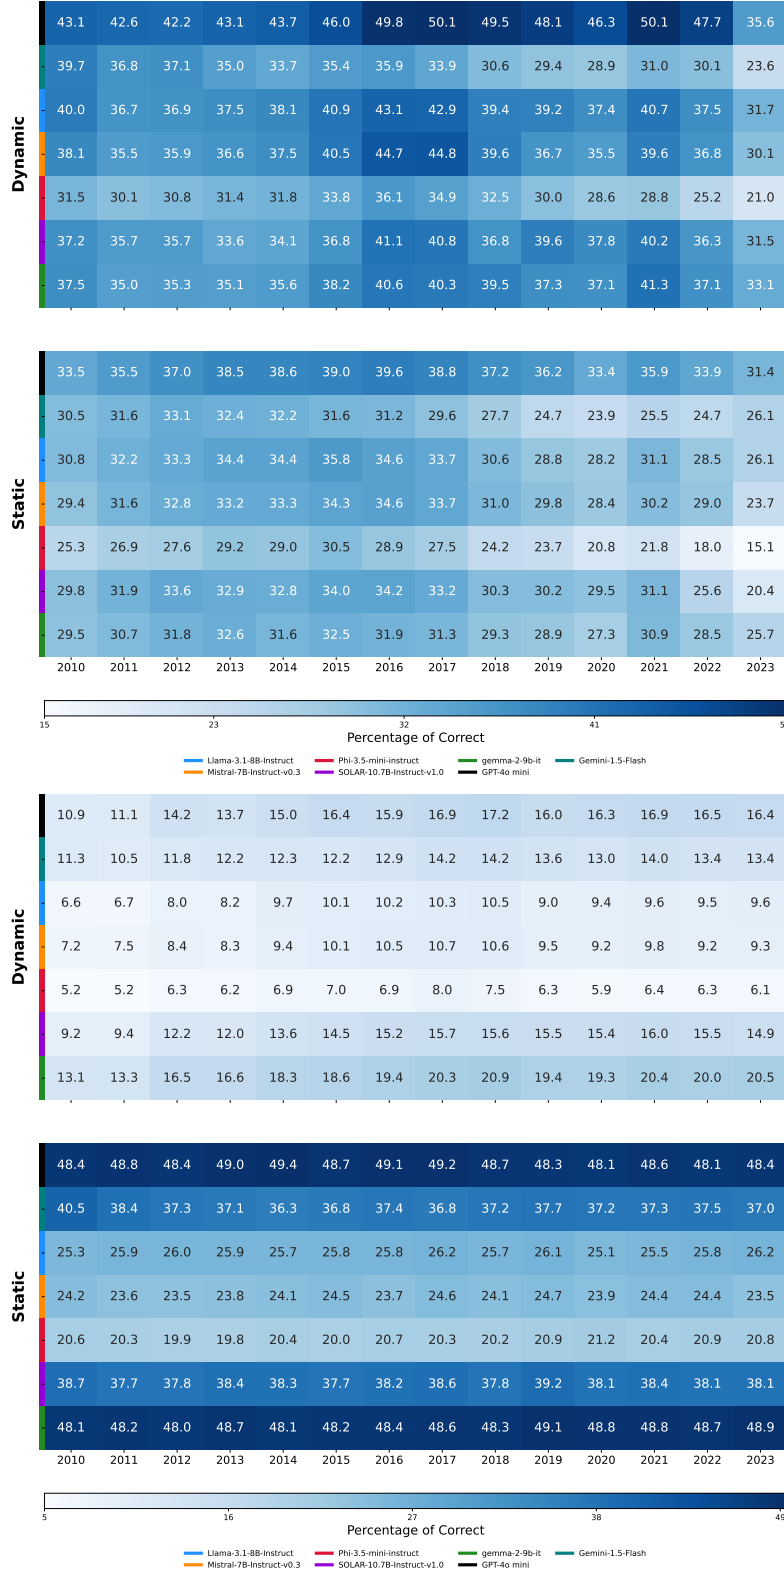 43.1 42.6 42.2 43.1 43.7 46.0 49.8 50.1 49.5 48.1 46.3 50.1 47.7 35.6
39.7 36.8 37.1 35.0 33.7 35.4 35.9 33.9 30.6 29.4 28.9 31.0 30.1 23.6
40.0 36.7 36.9 37.5 38.1 40.9 43.1 42.9 39.4 39.2 37.4 40.7 37.5 31.7
Dynamic
38.1 35.5 35.9 36.6 37.5 40.5 44.7 44.8 39.6 36.7 35.5 39.6 36.8 30.1
31.5 30.1 30.8 31.4 31.8 33.8 36.1 34.9 32.5 30.0 28.6 28.8 25.2 21.0
37.2 35.7 35.7 33.6 34.1 36.8 41.1 40.8 36.8 39.6 37.8 40.2 36.3 31.5
37.5 35.0 35.3 35.1 35.6 38.2 40.6 40.3 39.5 37.3 37.1 41.3 37.1 33.1
33.5 35.5 37.0 38.5 38.6 39.0 39.6 38.8 37.2 36.2 33.4 35.9 33.9 31.4
30.5 31.6 33.1 32.4 32.2 31.6 31.2 29.6 27.7 24.7 23.9 25.5 24.7 26.1
30.8 32.2 33.3 34.4 34.4 35.8 34.6 33.7 30.6 28.8 28.2 31.1 28.5 26.1
Static
29.4 31.6 32.8 33.2 33.3 34.3 34.6 33.7 31.0 29.8 28.4 30.2 29.0 23.7
25.3 26.9 27.6 29.2 29.0 30.5 28.9 27.5 24.2 23.7 20.8 21.8 18.0 15.1
29.8 31.9 33.6 32.9 32.8 34.0 34.2 33.2 30.3 30.2 29.5 31.1 25.6 20.4
29.5 30.7 31.8 32.6 31.6 32.5 31.9 31.3 29.3 28.9 27.3 30.9 28.5 25.7
2010 2011 2012 2013 2014 2015 2016 2017 2018 2019 2020 2021 2022 2023
15 23 32 41
Percentage of Correct
Llama-3.1-8B-Instruct Phi-3.5-mini-instruct gemma-2-9b-it Gemini-1.5-Flash
Mistral-7B-Instruct-v0.3 SOLAR-10.7B-Instruct-v1.0 GPT-4o mini
10.9 11.1 14.2 13.7 15.0 16.4 15.9 16.9 17.2 16.0 16.3 16.9 16.5 16.4
11.3 10.5 11.8 12.2 12.3 12.2 12.9 14.2 14.2 13.6 13.0 14.0 13.4 13.4
6.6 6.7 8.0 8.2 9.7 10.1 10.2 10.3 10.5 9.0 9.4 9.6 9.5 9.6
Dynamic
7.2 7.5 8.4 8.3 9.4 10.1 10.5 10.7 10.6 9.5 9.2 9.8 9.2 9.3
5.2 5.2 6.3 6.2 6.9 7.0 6.9 8.0 7.5 6.3 5.9 6.4 6.3 6.1
9.2 9.4 12.2 12.0 13.6 14.5 15.2 15.7 15.6 15.5 15.4 16.0 15.5 14.9
13.1 13.3 16.5 16.6 18.3 18.6 19.4 20.3 20.9 19.4 19.3 20.4 20.0 20.5
48.4 48.8 48.4 49.0 49.4 48.7 49.1 49.2 48.7 48.3 48.1 48.6 48.1 48.4
40.5 38.4 37.3 37.1 36.3 36.8 37.4 36.8 37.2 37.7 37.2 37.3 37.5 37.0
25.3 25.9 26.0 25.9 25.7 25.8 25.8 26.2 25.7 26.1 25.1 25.5 25.8 26.2
Static
24.2 23.6 23.5 23.8 24.1 24.5 23.7 24.6 24.1 24.7 23.9 24.4 24.4 23.5
20.6 20.3 19.9 19.8 20.4 20.0 20.7 20.3 20.2 20.9 21.2 20.4 20.9 20.8
38.7 37.7 37.8 38.4 38.3 37.7 38.2 38.6 37.8 39.2 38.1 38.4 38.1 38.1
48.1 48.2 48.0 48.7 48.1 48.2 48.4 48.6 48.3 49.1 48.8 48.8 48.7 48.9
2010 2011 2012 2013 2014 2015 2016 2017 2018 2019 2020 2021 2022 2023
5 16 27 38 49
Percentage of Correct
Llama-3.1-8B-Instruct Phi-3.5-mini-instruct gemma-2-9b-it Gemini-1.5-Flash
Mistral-7B-Instruct-v0.3 SOLAR-10.7B-Instruct-v1.0 GPT-4o mini